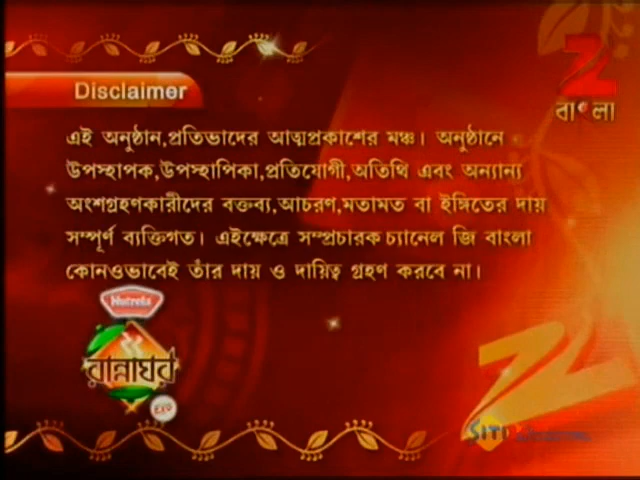 Disclaimer
বাংলা
এই অনুষ্ঠান,প্রতিভাদের আত্মপ্রকাশের মঞ্চ। অনুষ্ঠানে
উপস্থাপক,উপস্থাপিকা,প্রতিযোগী,অতিথি এবং অন্যান্য
অংশগ্রহণকারীদের বক্তব্য,আচরণ,মতামত বা ইঙ্গিতের দায়
সম্পূর্ণ ব্যক্তিগত। এইক্ষেত্রে সম্প্রচারক চ্যানেল জি বাংলা
কোনওভাবেই তাঁর দায় ও দায়িত্ব গ্রহণ করবে না।
Nutrela
রান্নাঘর
SITI